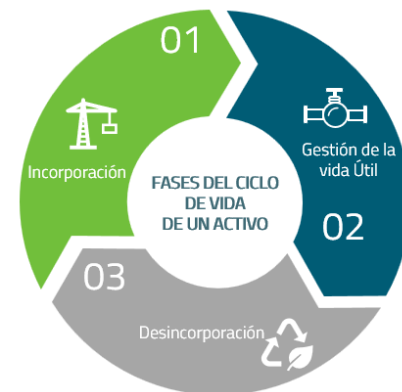 01
Incorporación
FASES DEL CICLO
DE VIDA
DE UN ACTIVO
Gestión de la
vida Útil
02
03
Desincorporación